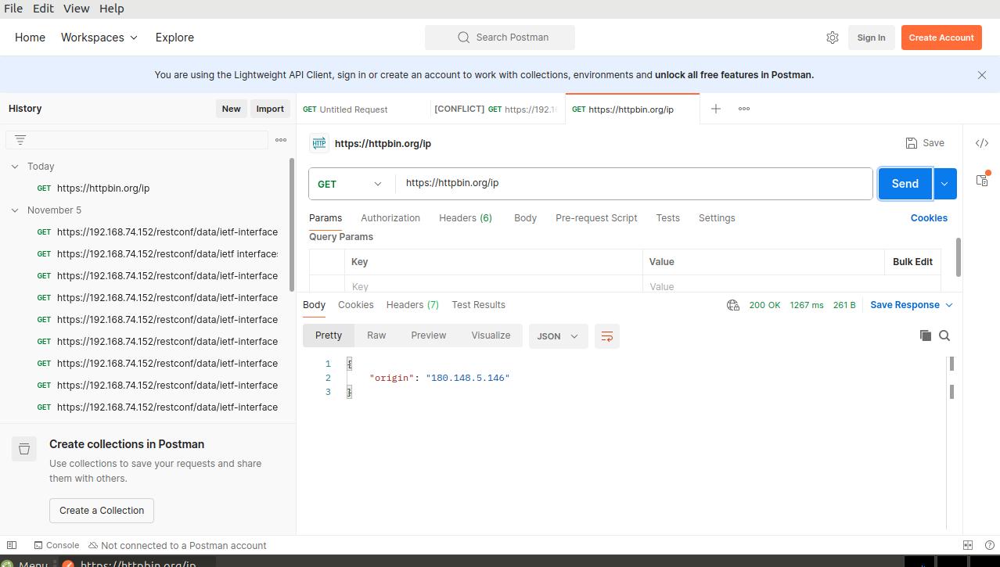 File Edit View Help
Home Workspaces Explore Search Postman Sign In Create Account
You are using the Lightweight API Client, sign in or create an account to work with collections, environments and unlock all free features in Postman.
History New Import
GET Untitled Request [CONFLICT] GET https://192.16 GET https://httpbin.org/ip
HTTP https://httpbin.org/ip Save
Today
GET https://httpbin.org/ip
November 5
GET https://192.168.74.152/restconf/data/ietf-interface
GET https://192.168.74.152/restconf/data/ietf interface:
GET https://192.168.74.152/restconf/data/ietf-interface
GET https://192.168.74.152/restconf/data/ietf-interface
GET https://192.168.74.152/restconf/data/ietf-interface
GET https://192.168.74.152/restconf/data/ietf-interface
GET https://192.168.74.152/restconf/data/ietf-interface
GET https://192.168.74.152/restconf/data/ietf-interface
GET https://192.168.74.152/restconf/data/ietf-interface
Create collections in Postman
Use collections to save your requests and share
them with others.
Create a Collection
GET https://httpbin.org/ip Send
Params Authorization Headers (6) Body Pre-request Script Tests Settings Cookies
Query Params
Key Value Bulk Edit
Key Value
Body Cookies Headers (7) Test Results 200 OK 1267 ms 261 B Save Response
Pretty Raw Preview Visualize JSON
1 {
2 "origin": "180.148.5.146"
3 }
Console Not connected to a Postman account
Menu https://httpbin.org/ip